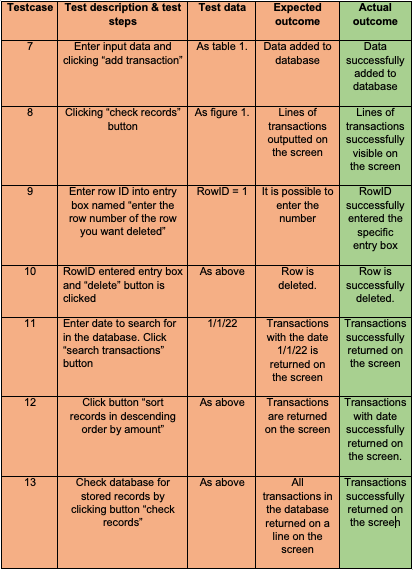 Testcase
Test description & test
steps
Test data
Expected
outcome
Actual
outcome
7
Enter input data and
clicking “add transaction”
As table 1.
Data added to
database
Data
successfully
added to
database
8
Clicking “check records”
button
As figure 1.
Lines of
transactions
outputted on
the screen
Lines of
transactions
successfully
visible on
the screen
9
Enter row ID into entry
box named “enter the
row number of the row
you want deleted”
RowID = 1
It is possible to
enter the
number
RowID
successfully
entered the
specific
entry box
10
RowID entered entry box
and “delete” button is
clicked
As above
Row is
deleted.
Row is
successfully
deleted.
11
Enter date to search for
in the database. Click
“search transactions”
button
1/1/22
Transactions
with the date
1/1/22 is
returned on
the screen
Transactions
successfully
returned on
the screen
12
Click button “sort
records in descending
order by amount”
As above
Transactions
are returned
on the screen
Transactions
with date
successfully
returned on
the screen.
13
Check database for
stored records by
clicking button “check
records”
As above
All
transactions in
the database
returned on a
line on the
screen
Transactions
successfully
returned on
the screen